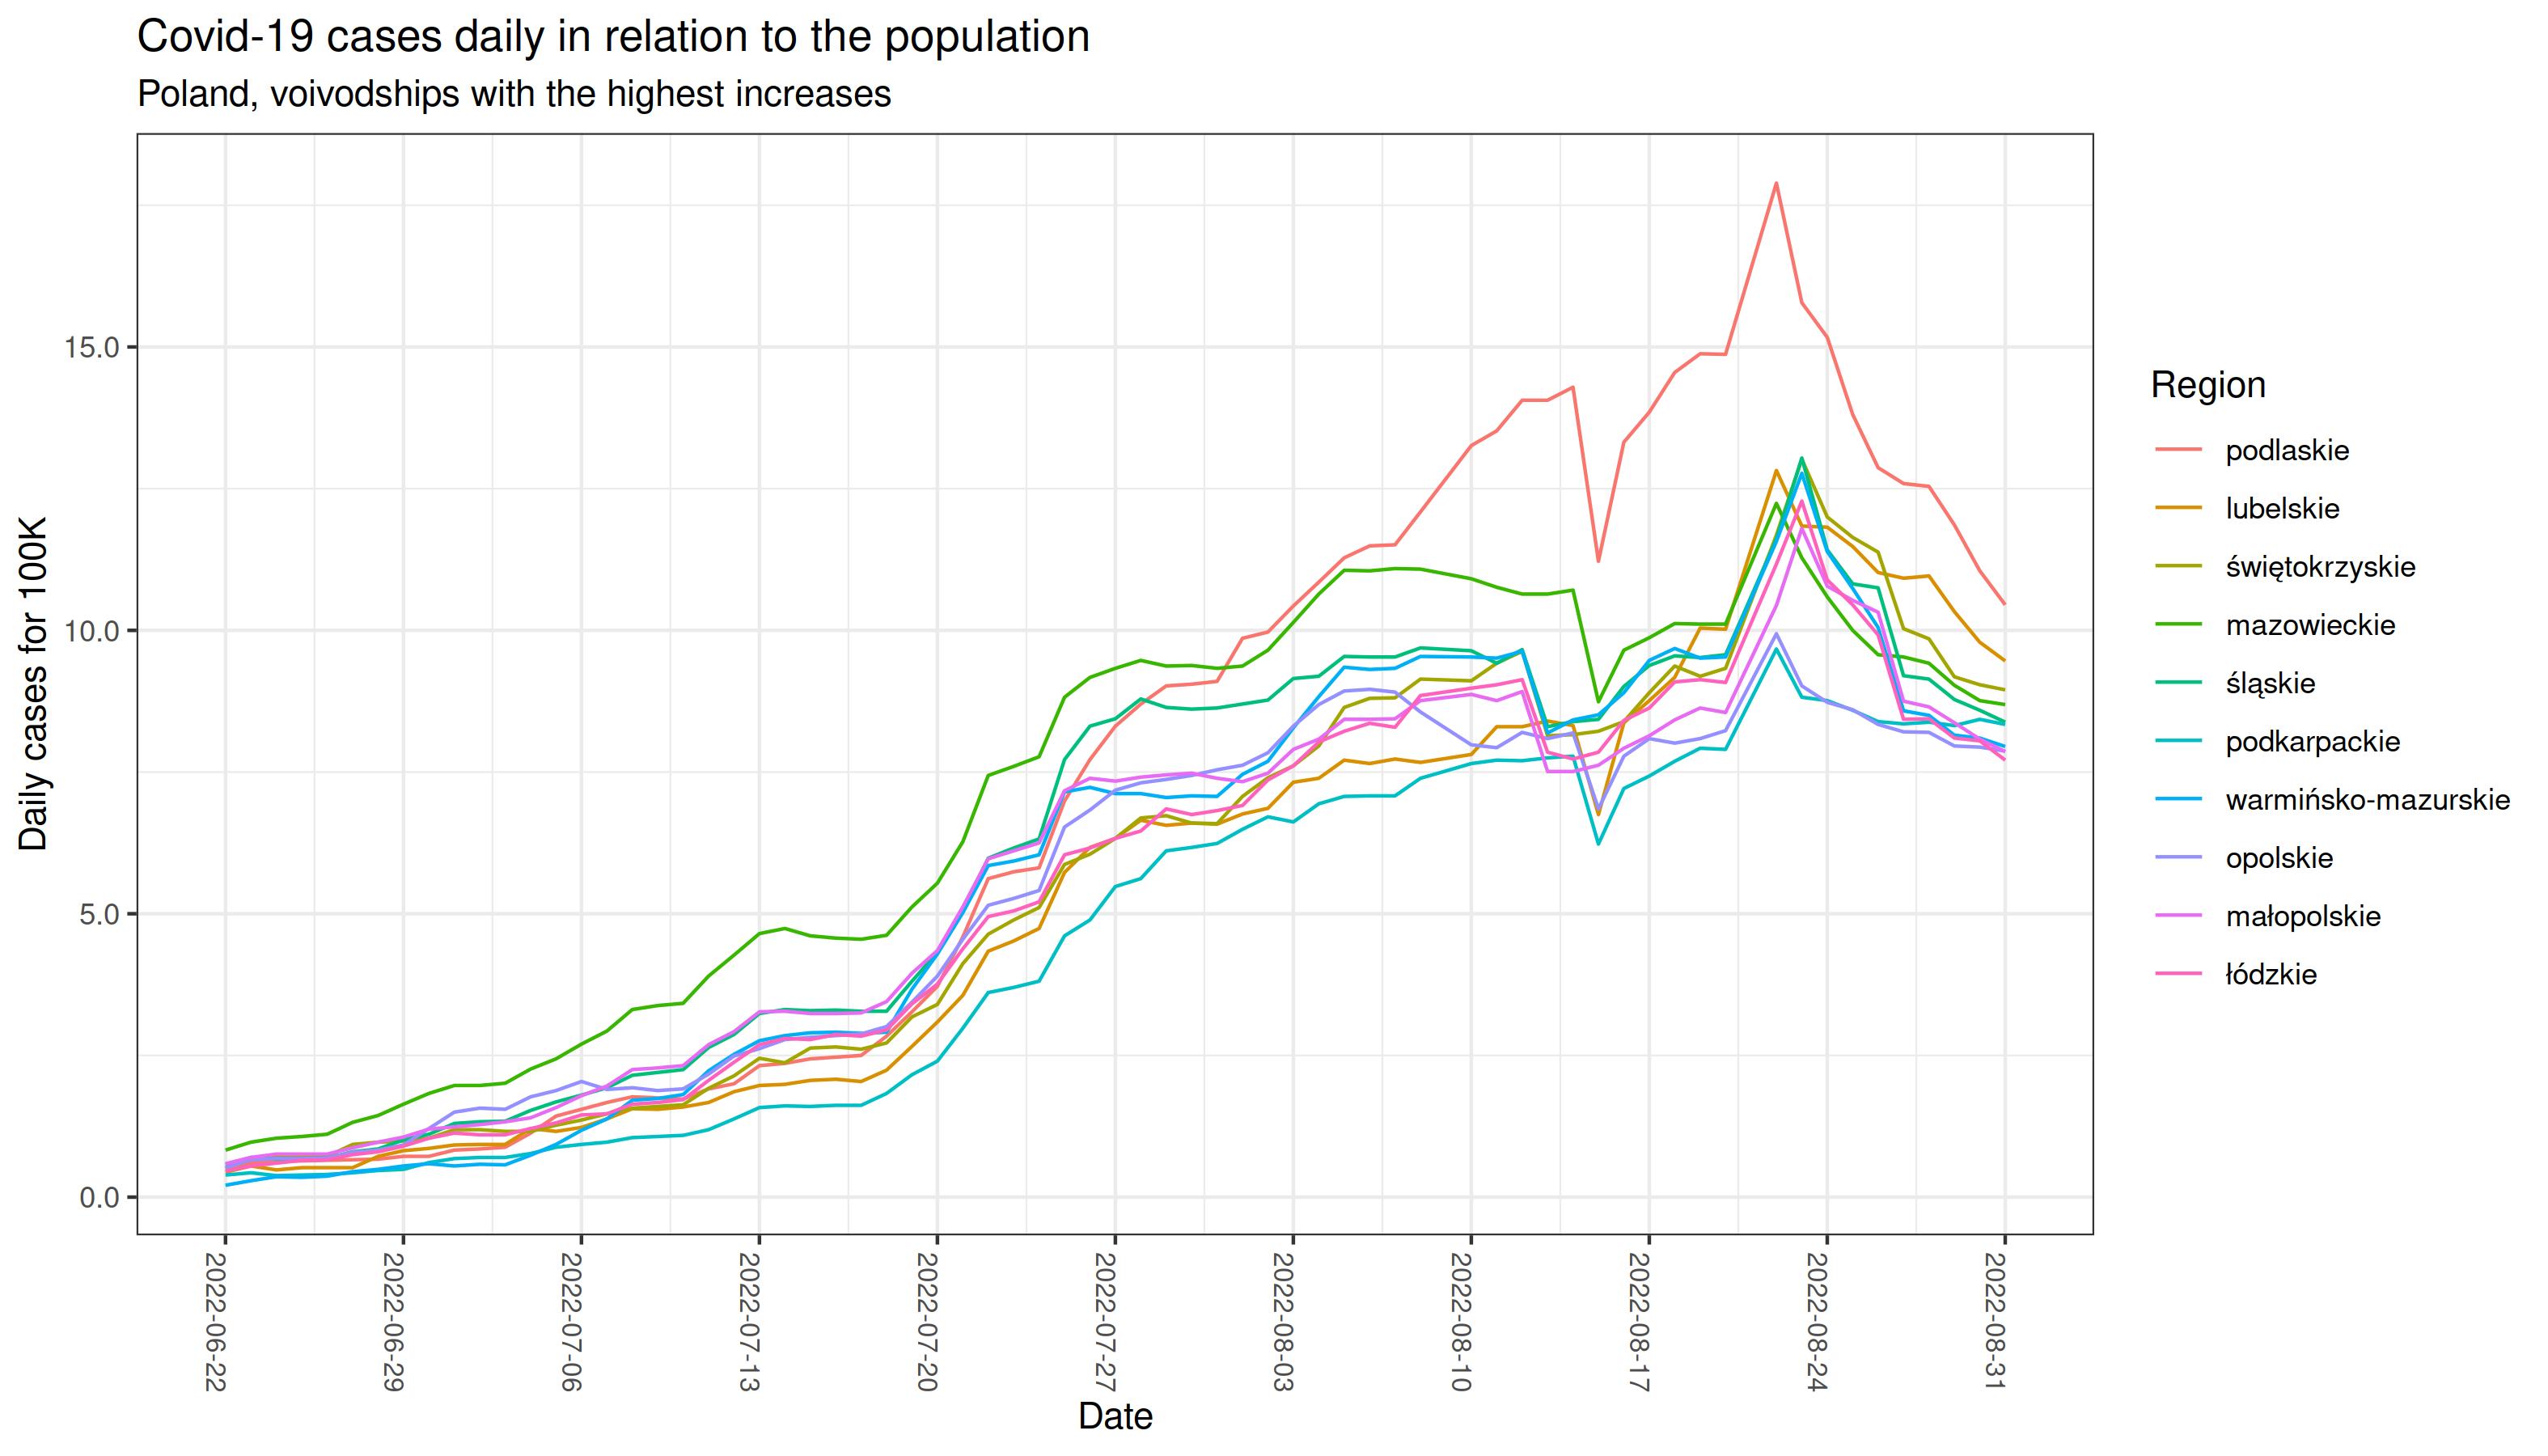 Covid-19 cases daily in relation to the population
Poland, voivodships with the highest increases
Daily cases for 100K
15.0
10.0
5.0
0.0
2022-06-22
2022-06-29
2022-07-06
2022-07-13
2022-07-20
2022-07-27
2022-08-03
2022-08-10
2022-08-17
2022-08-24
2022-08-31
Date
Region
podlaskie
lubelskie
świętokrzyskie
mazowieckie
śląskie
podkarpackie
warmińsko-mazurskie
opolskie
małopolskie
łódzkie